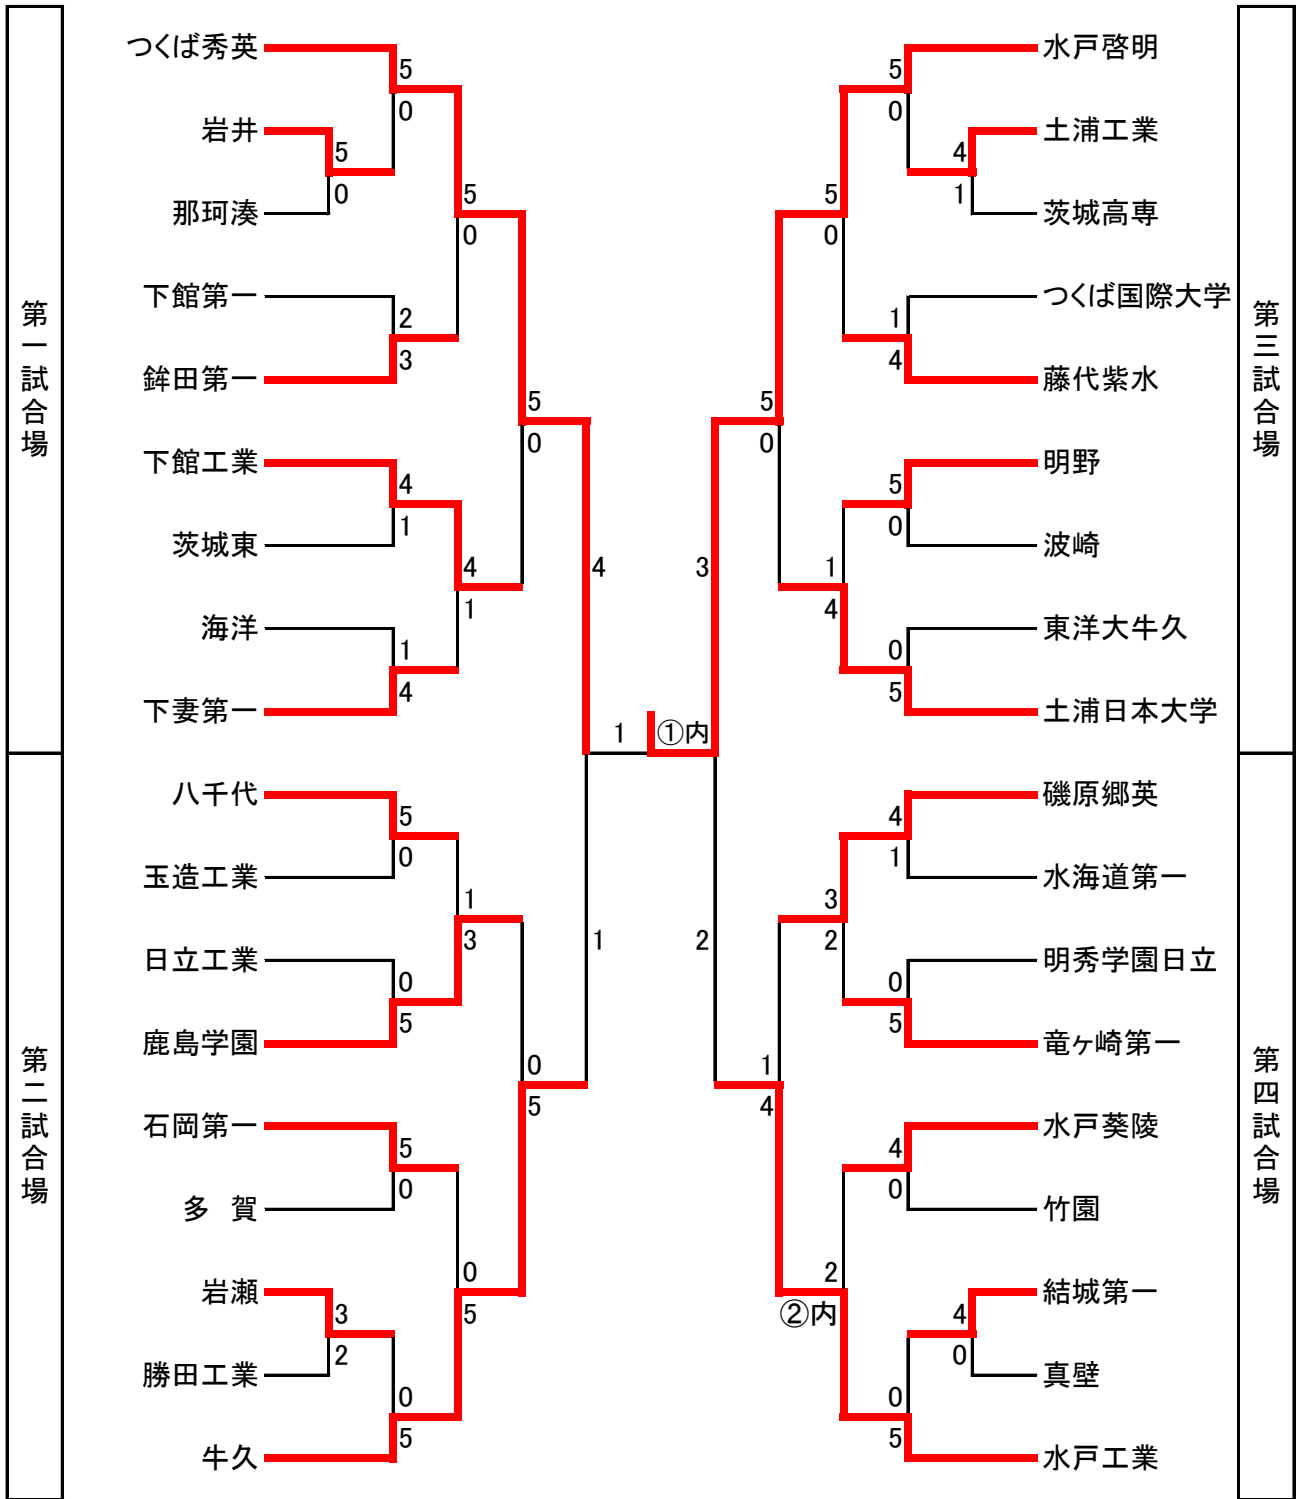 第一試合場
第二試合場
つくば秀英
岩井
那珂湊
下館第一
鉾田第一
下館工業
茨城東
海洋
下妻第一
八千代
玉造工業
日立工業
鹿島学園
石岡第一
多　賀
岩瀬
勝田工業
牛久
5
0
5
0
5
0
2
3
5
0
4
1
4
1
1
4
4
1
5
0
1
3
0
5
0
5
5
0
0
5
3
2
0
5
1
①内
3
2
5
0
5
0
5
0
4
1
1
4
5
0
1
4
0
5
4
1
3
2
0
5
1
4
4
0
2
②内
4
0
0
5
水戸啓明
土浦工業
茨城高専
つくば国際大学
藤代紫水
明野
波崎
東洋大牛久
土浦日本大学
磯原郷英
水海道第一
明秀学園日立
竜ヶ崎第一
水戸葵陵
竹園
結城第一
真壁
水戸工業
第三試合場
第四試合場